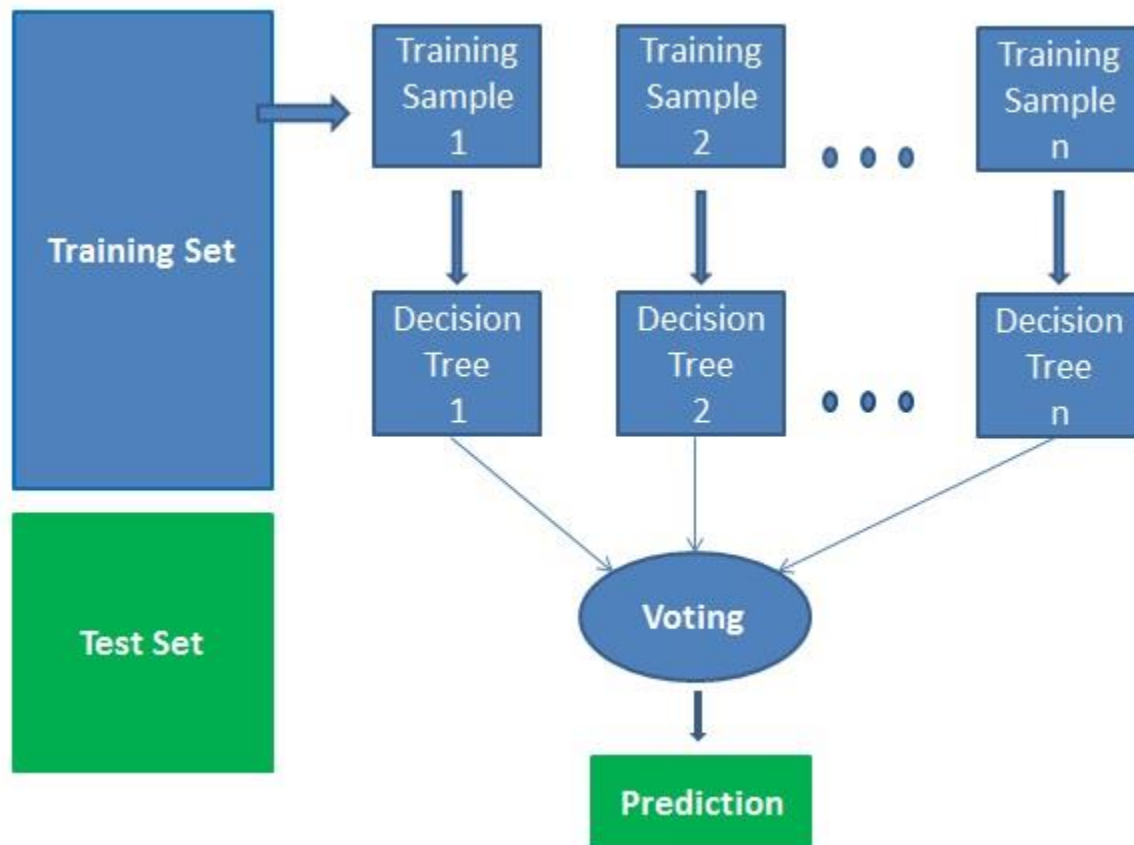 Training Set
Training
Sample
1
Training
Sample
2
Training
Sample
n
Decision
Tree
1
Decision
Tree
2
Decision
Tree
n
Test Set
Voting
Prediction